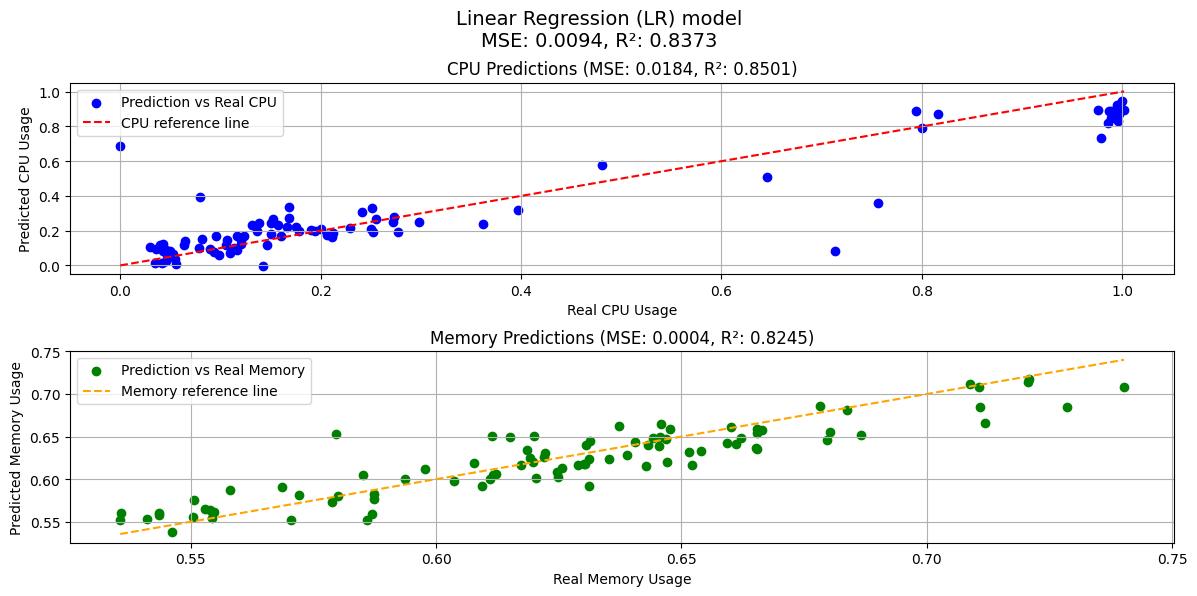 Linear Regression (LR) model
MSE: 0.0094, R²: 0.8373
CPU Predictions (MSE: 0.0184, R²: 0.8501)
Prediction vs Real CPU
CPU reference line
Predicted CPU Usage
1.0
0.8
0.6
0.4
0.2
0.0
0.0 0.2 0.4 0.6 0.8 1.0
Real CPU Usage
Memory Predictions (MSE: 0.0004, R²: 0.8245)
Prediction vs Real Memory
Memory reference line
Predicted Memory Usage
0.75
0.70
0.65
0.60
0.55
0.55 0.60 0.65 0.70 0.75
Real Memory Usage